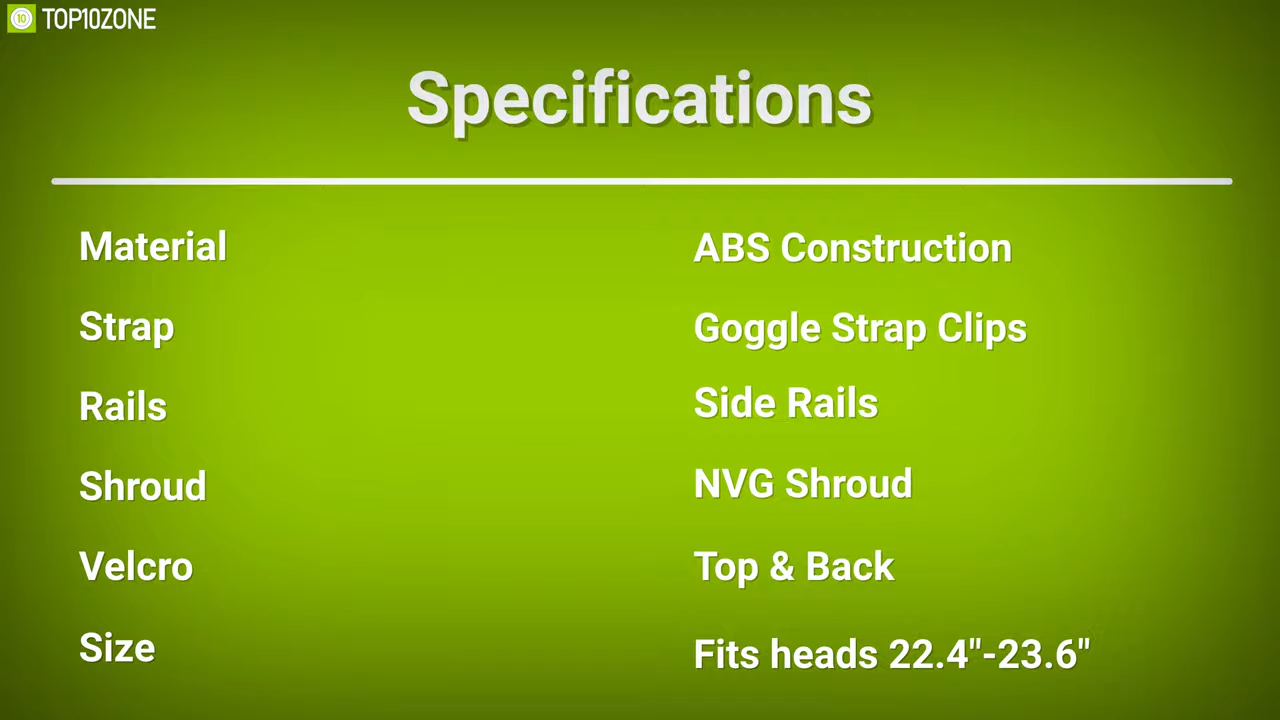 TOP10ZONE
Specifications
Material ABS Construction
Strap Goggle Strap Clips
Rails Side Rails
Shroud NVG Shroud
Velcro Top & Back
Size Fits heads 22.4"-23.6"